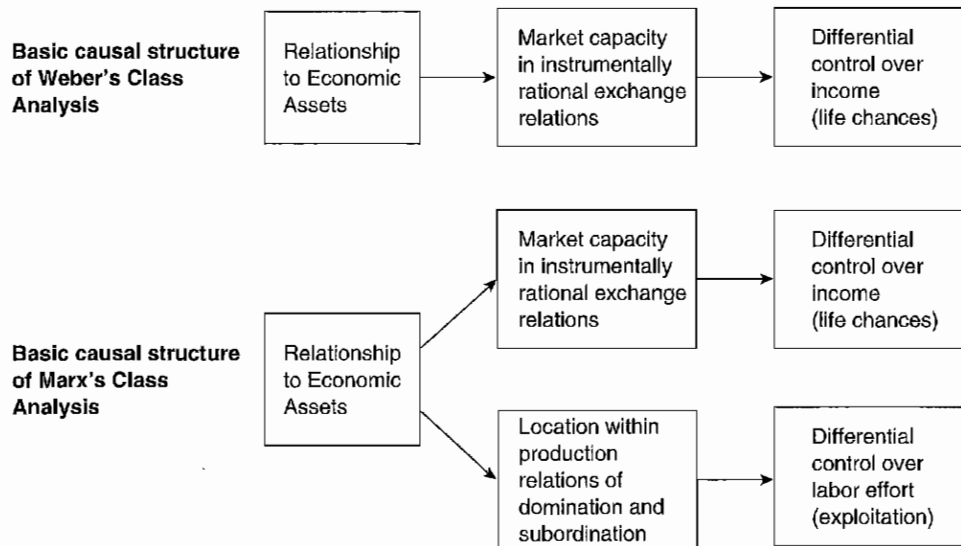 Basic causal structure
of Weber's Class
Analysis
Relationship
to Economic
Assets
Market capacity
in instrumentally
rational exchange
relations
Differential
control over
income
(life chances)
Basic causal structure
of Marx's Class
Analysis
Relationship
to Economic
Assets
Market capacity
in instrumentally
rational exchange
relations
Differential
control over
income
(life chances)
Location within
production
relations of
domination and
subordination
Differential
control over
labor effort
(exploitation)